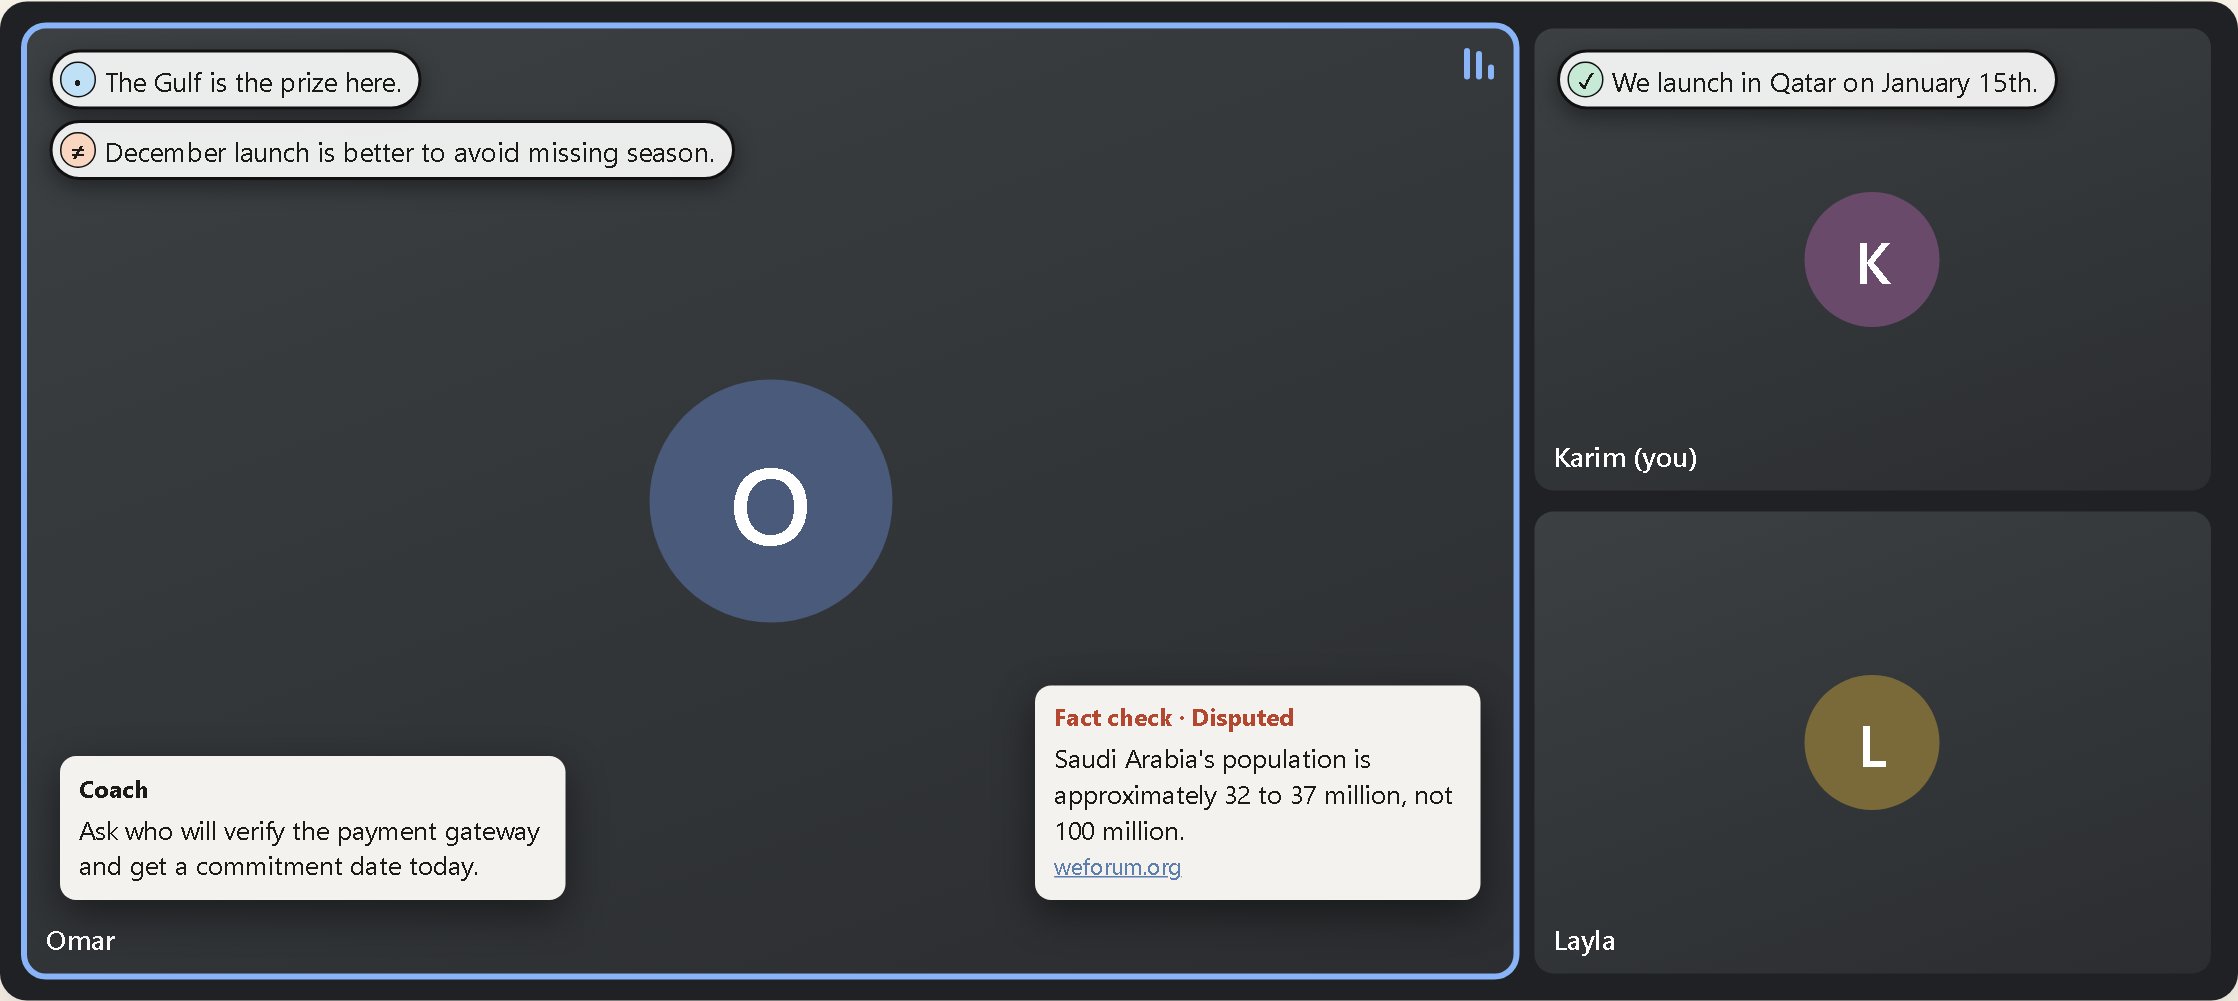 • The Gulf is the prize here.
≠ December launch is better to avoid missing season.
O
Coach
Ask who will verify the payment gateway
and get a commitment date today.
Fact check · Disputed
Saudi Arabia's population is
approximately 32 to 37 million, not
100 million.
weforum.org
Omar
✓ We launch in Qatar on January 15th.
K
Karim (you)
L
Layla